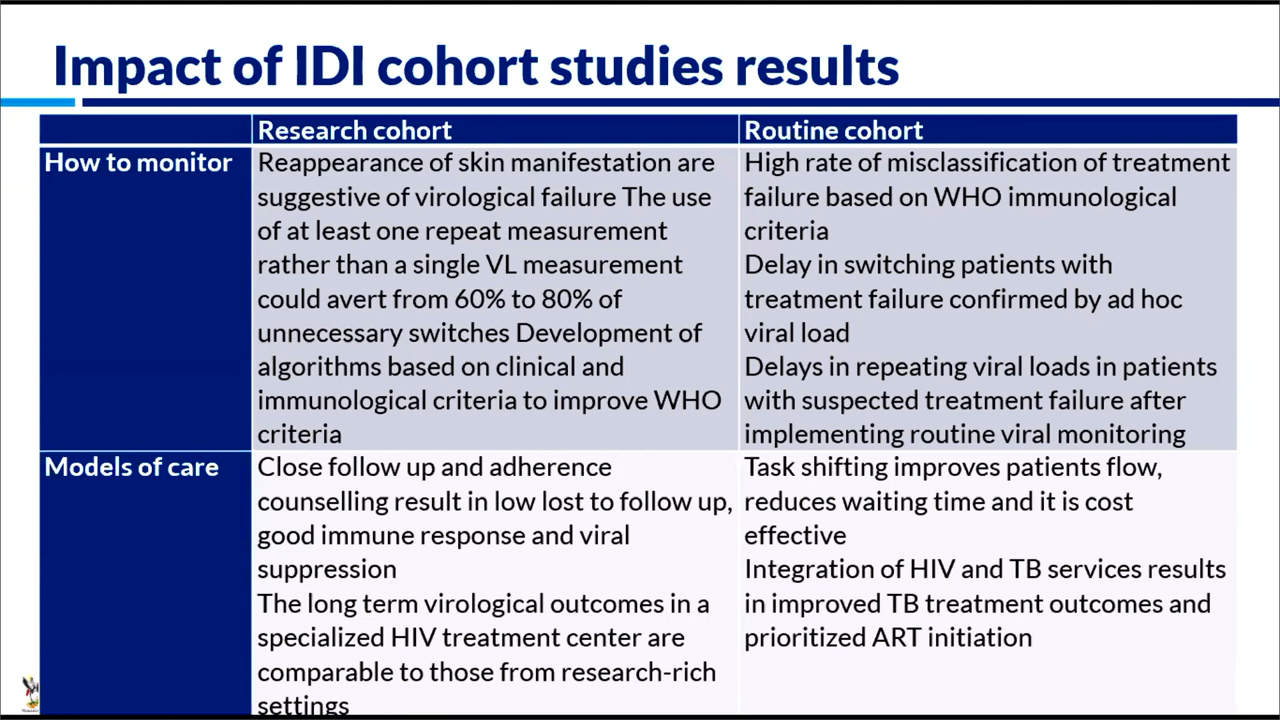 Impact of IDI cohort studies results
Research cohort
Routine cohort
How to monitor
Reappearance of skin manifestation are
suggestive of virological failure The use
of at least one repeat measurement
rather than a single VL measurement
could avert from 60% to 80% of
unnecessary switches Development of
algorithms based on clinical and
immunological criteria to improve WHO
criteria
High rate of misclassification of treatment
failure based on WHO immunological
criteria
Delay in switching patients with
treatment failure confirmed by ad hoc
viral load
Delays in repeating viral loads in patients
with suspected treatment failure after
implementing routine viral monitoring
Models of care
Close follow up and adherence
counselling result in low lost to follow up,
good immune response and viral
suppression
The long term virological outcomes in a
specialized HIV treatment center are
comparable to those from research-rich
settings
Task shifting improves patients flow,
reduces waiting time and it is cost
effective
Integration of HIV and TB services results
in improved TB treatment outcomes and
prioritized ART initiation